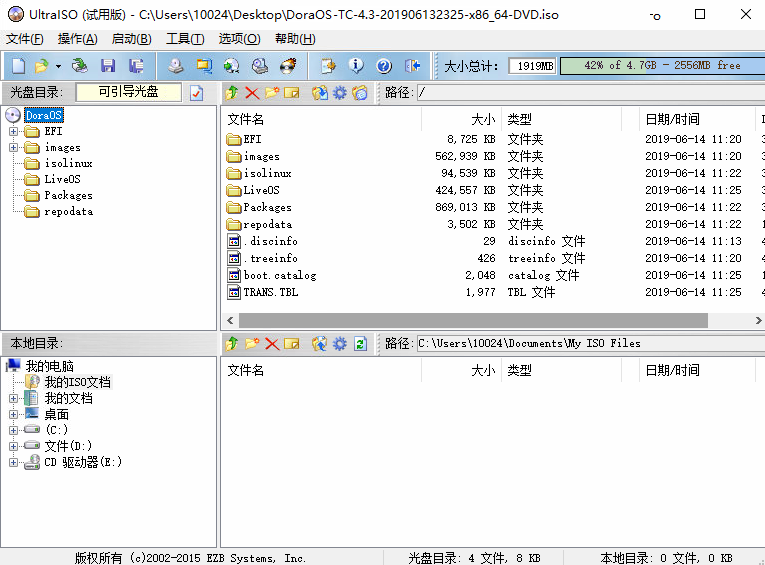 UltraISO (试用版) - C:\Users\10024\Desktop\DoraOS-TC-4.3-201906132325-x86_64-DVD.iso
文件(F) 操作(A) 启动(B) 工具(T) 选项(O) 帮助(H)
大小总计: 1919MB 42% of 4.7GB - 2556MB free
光盘目录: 可引导光盘 路径: /
DoraOS
EFI
images
isolinux
LiveOS
Packages
repodata
文件名 大小 类型 日期/时间
EFI 8,725 KB 文件夹 2019-06-14 11:20
images 562,939 KB 文件夹 2019-06-14 11:20
isolinux 94,539 KB 文件夹 2019-06-14 11:22
LiveOS 424,557 KB 文件夹 2019-06-14 11:25
Packages 869,013 KB 文件夹 2019-06-14 11:22
repodata 3,502 KB 文件夹 2019-06-14 11:22
.discinfo 29 discinfo 文件 2019-06-14 11:13
.treeinfo 426 treeinfo 文件 2019-06-14 11:20
boot.catalog 2,048 catalog 文件 2019-06-14 11:25
TRANS.TBL 1,977 TBL 文件 2019-06-14 11:25
本地目录: 路径: C:\Users\10024\Documents\My ISO Files
我的电脑
我的ISO文档
我的文档
桌面
(C:)
文件(D:)
CD 驱动器(E:)
文件名 大小 类型 日期/时间
版权所有 (c)2002-2015 EZB Systems, Inc. 光盘目录: 4 文件, 8 KB 本地目录: 0 文件, 0 KB